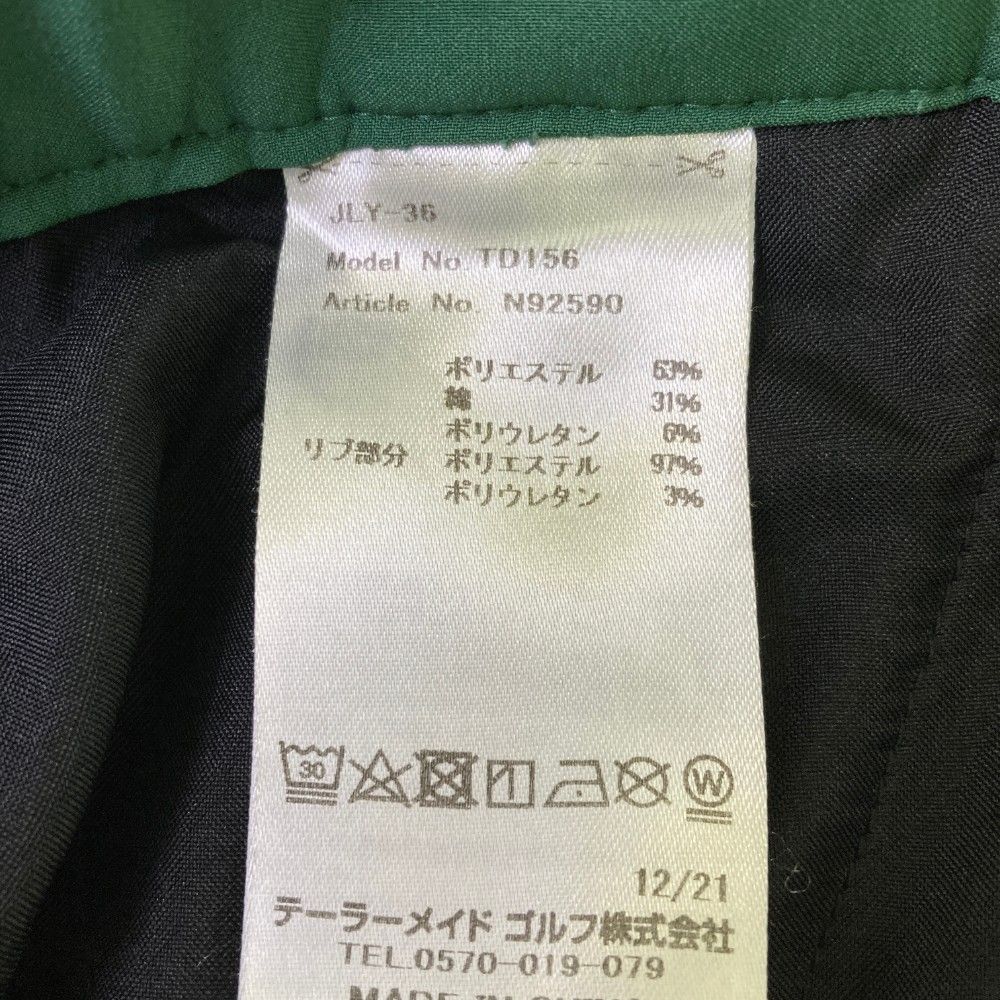 JLY-36
Model No. TD156
Article No. N92590
ポリエステル 63%
綿 31%
ポリウレタン 6%
リブ部分 ポリエステル 97%
ポリウレタン 3%
30 W
12/21
テーラーメイド ゴルフ株式会社
TEL.0570-019-079
MADE IN